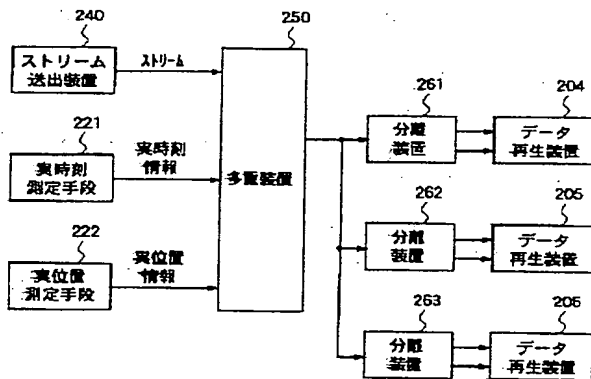 240
ストリーム
送出装置
ストリーム
221
実時刻
測定手段
実時刻
情報
222
実位置
測定手段
実位置
情報
250
多重装置
261
分離
装置
204
データ
再生装置
262
分離
装置
205
データ
再生装置
263
分離
装置
206
データ
再生装置